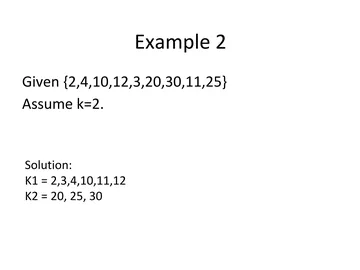 Example 2
Given {2,4,10,12,3,20,30,11,25}
Assume k=2.
Solution:
K1 = 2,3,4,10,11,12
K2 = 20, 25, 30